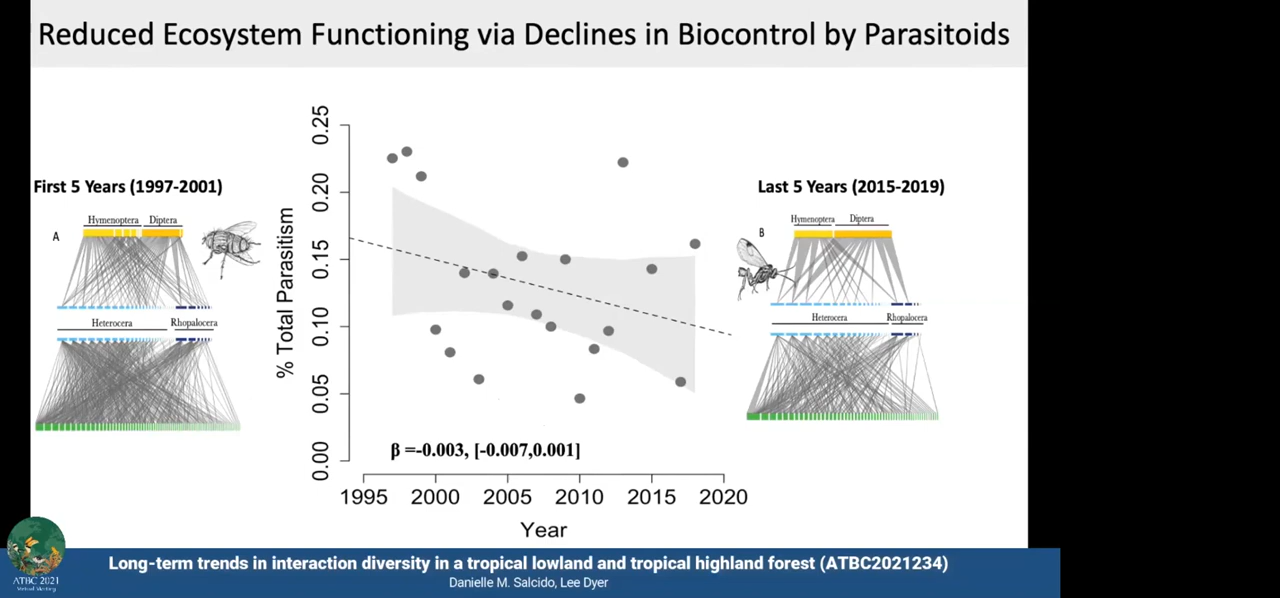 Reduced Ecosystem Functioning via Declines in Biocontrol by Parasitoids
First 5 Years (1997-2001)
A
Hymenoptera Diptera
Heterocera Rhopalocera
% Total Parasitism
0.25
0.20
0.15
0.10
0.05
0.00
β =-0.003, [-0.007,0.001]
1995 2000 2005 2010 2015 2020
Year
Last 5 Years (2015-2019)
B
Hymenoptera Diptera
Heterocera Rhopalocera
ATBC 2021
Virtual Meeting
Long-term trends in interaction diversity in a tropical lowland and tropical highland forest (ATBC2021234)
Danielle M. Salcido, Lee Dyer